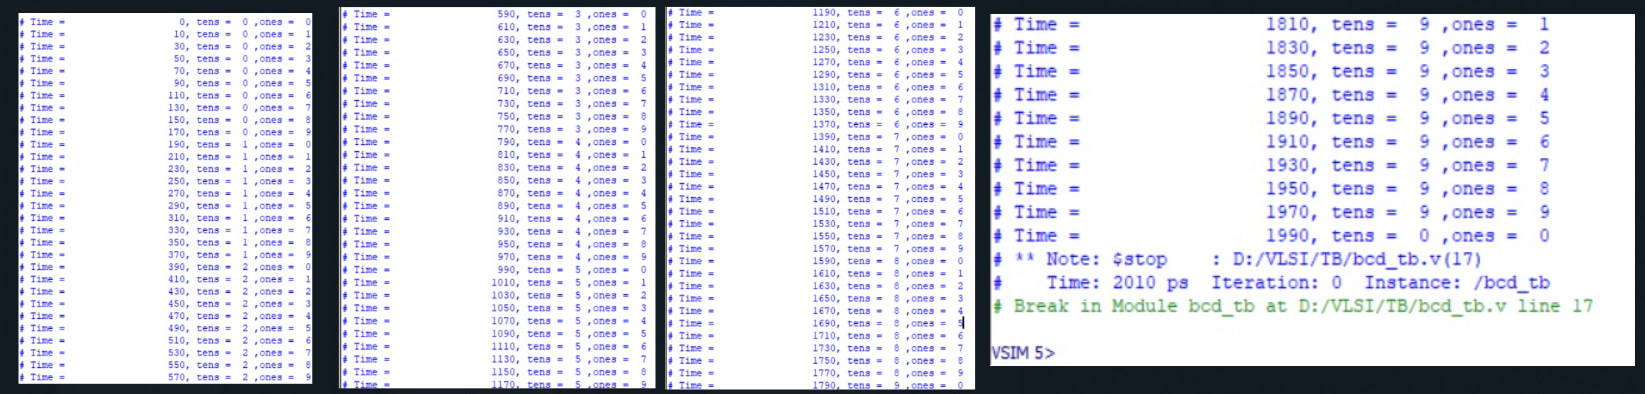 # Time =                    0, tens =  0 ,ones =  0
# Time =                   10, tens =  0 ,ones =  1
# Time =                   30, tens =  0 ,ones =  2
# Time =                   50, tens =  0 ,ones =  3
# Time =                   70, tens =  0 ,ones =  4
# Time =                   90, tens =  0 ,ones =  5
# Time =                  110, tens =  0 ,ones =  6
# Time =                  130, tens =  0 ,ones =  7
# Time =                  150, tens =  0 ,ones =  8
# Time =                  170, tens =  0 ,ones =  9
# Time =                  190, tens =  1 ,ones =  0
# Time =                  210, tens =  1 ,ones =  1
# Time =                  230, tens =  1 ,ones =  2
# Time =                  250, tens =  1 ,ones =  3
# Time =                  270, tens =  1 ,ones =  4
# Time =                  290, tens =  1 ,ones =  5
# Time =                  310, tens =  1 ,ones =  6
# Time =                  330, tens =  1 ,ones =  7
# Time =                  350, tens =  1 ,ones =  8
# Time =                  370, tens =  1 ,ones =  9
# Time =                  390, tens =  2 ,ones =  0
# Time =                  410, tens =  2 ,ones =  1
# Time =                  430, tens =  2 ,ones =  2
# Time =                  450, tens =  2 ,ones =  3
# Time =                  470, tens =  2 ,ones =  4
# Time =                  490, tens =  2 ,ones =  5
# Time =                  510, tens =  2 ,ones =  6
# Time =                  530, tens =  2 ,ones =  7
# Time =                  550, tens =  2 ,ones =  8
# Time =                  570, tens =  2 ,ones =  9
# Time =                  590, tens =  3 ,ones =  0
# Time =                  610, tens =  3 ,ones =  1
# Time =                  630, tens =  3 ,ones =  2
# Time =                  650, tens =  3 ,ones =  3
# Time =                  670, tens =  3 ,ones =  4
# Time =                  690, tens =  3 ,ones =  5
# Time =                  710, tens =  3 ,ones =  6
# Time =                  730, tens =  3 ,ones =  7
# Time =                  750, tens =  3 ,ones =  8
# Time =                  770, tens =  3 ,ones =  9
# Time =                  790, tens =  4 ,ones =  0
# Time =                  810, tens =  4 ,ones =  1
# Time =                  830, tens =  4 ,ones =  2
# Time =                  850, tens =  4 ,ones =  3
# Time =                  870, tens =  4 ,ones =  4
# Time =                  890, tens =  4 ,ones =  5
# Time =                  910, tens =  4 ,ones =  6
# Time =                  930, tens =  4 ,ones =  7
# Time =                  950, tens =  4 ,ones =  8
# Time =                  970, tens =  4 ,ones =  9
# Time =                  990, tens =  5 ,ones =  0
# Time =                 1010, tens =  5 ,ones =  1
# Time =                 1030, tens =  5 ,ones =  2
# Time =                 1050, tens =  5 ,ones =  3
# Time =                 1070, tens =  5 ,ones =  4
# Time =                 1090, tens =  5 ,ones =  5
# Time =                 1110, tens =  5 ,ones =  6
# Time =                 1130, tens =  5 ,ones =  7
# Time =                 1150, tens =  5 ,ones =  8
# Time =                 1170, tens =  5 ,ones =  9
# Time =                 1190, tens =  6 ,ones =  0
# Time =                 1210, tens =  6 ,ones =  1
# Time =                 1230, tens =  6 ,ones =  2
# Time =                 1250, tens =  6 ,ones =  3
# Time =                 1270, tens =  6 ,ones =  4
# Time =                 1290, tens =  6 ,ones =  5
# Time =                 1310, tens =  6 ,ones =  6
# Time =                 1330, tens =  6 ,ones =  7
# Time =                 1350, tens =  6 ,ones =  8
# Time =                 1370, tens =  6 ,ones =  9
# Time =                 1390, tens =  7 ,ones =  0
# Time =                 1410, tens =  7 ,ones =  1
# Time =                 1430, tens =  7 ,ones =  2
# Time =                 1450, tens =  7 ,ones =  3
# Time =                 1470, tens =  7 ,ones =  4
# Time =                 1490, tens =  7 ,ones =  5
# Time =                 1510, tens =  7 ,ones =  6
# Time =                 1530, tens =  7 ,ones =  7
# Time =                 1550, tens =  7 ,ones =  8
# Time =                 1570, tens =  7 ,ones =  9
# Time =                 1590, tens =  8 ,ones =  0
# Time =                 1610, tens =  8 ,ones =  1
# Time =                 1630, tens =  8 ,ones =  2
# Time =                 1650, tens =  8 ,ones =  3
# Time =                 1670, tens =  8 ,ones =  4
# Time =                 1690, tens =  8 ,ones =  5
# Time =                 1710, tens =  8 ,ones =  6
# Time =                 1730, tens =  8 ,ones =  7
# Time =                 1750, tens =  8 ,ones =  8
# Time =                 1770, tens =  8 ,ones =  9
# Time =                 1790, tens =  9 ,ones =  0
# Time =                 1810, tens =  9 ,ones =  1
# Time =                 1830, tens =  9 ,ones =  2
# Time =                 1850, tens =  9 ,ones =  3
# Time =                 1870, tens =  9 ,ones =  4
# Time =                 1890, tens =  9 ,ones =  5
# Time =                 1910, tens =  9 ,ones =  6
# Time =                 1930, tens =  9 ,ones =  7
# Time =                 1950, tens =  9 ,ones =  8
# Time =                 1970, tens =  9 ,ones =  9
# Time =                 1990, tens =  0 ,ones =  0
# ** Note: $stop    : D:/VLSI/TB/bcd_tb.v(17)
#    Time: 2010 ps  Iteration: 0  Instance: /bcd_tb
# Break in Module bcd_tb at D:/VLSI/TB/bcd_tb.v line 17
VSIM 5>